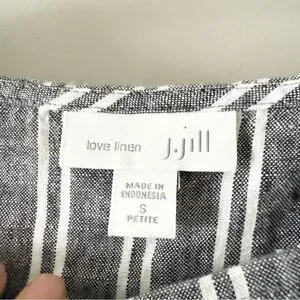 love linen J.Jill
MADE IN
INDONESIA
S
PETITE